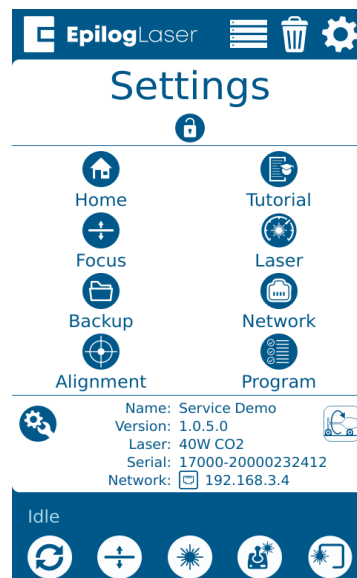 EpilogLaser
Settings
Home
Tutorial
Focus
Laser
Backup
Network
Alignment
Program
Name: Service Demo
Version: 1.0.5.0
Laser: 40W CO2
Serial: 17000-20000232412
Network: 192.168.3.4
Idle